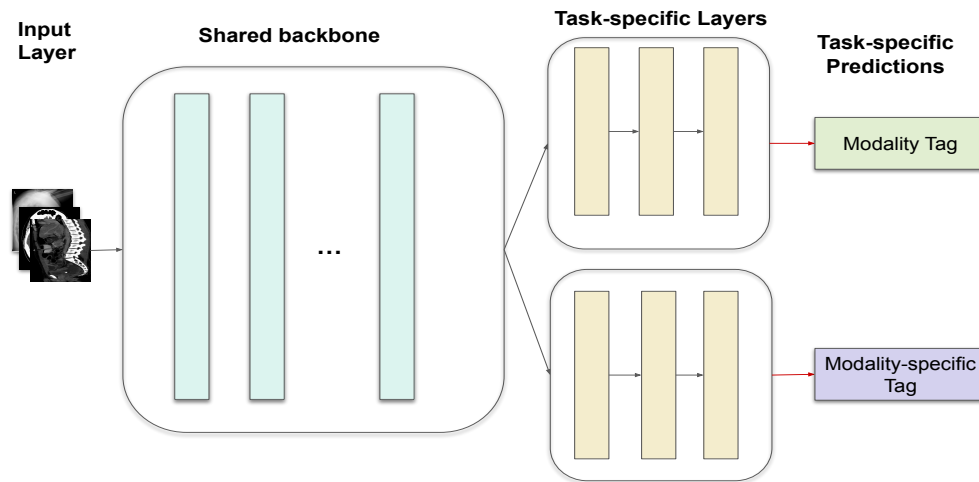 Input
Layer
Shared backbone
...
Task-specific Layers
Task-specific
Predictions
Modality Tag
Modality-specific
Tag